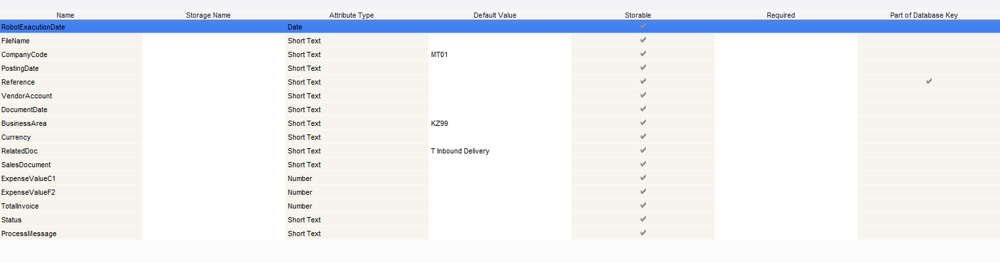 Name Storage Name Attribute Type Default Value Storable Required Part of Database Key
RobotExacutionDate Date
FileName Short Text
CompanyCode Short Text MT01
PostingDate Short Text
Reference Short Text
VendorAccount Short Text
DocumentDate Short Text
BusinessArea Short Text KZ99
Currency Short Text
RelatedDoc Short Text T Inbound Delivery
SalesDocument Short Text
ExpenseValueC1 Number
ExpenseValueF2 Number
TotalInvoice Number
Status Short Text
ProcessMessage Short Text